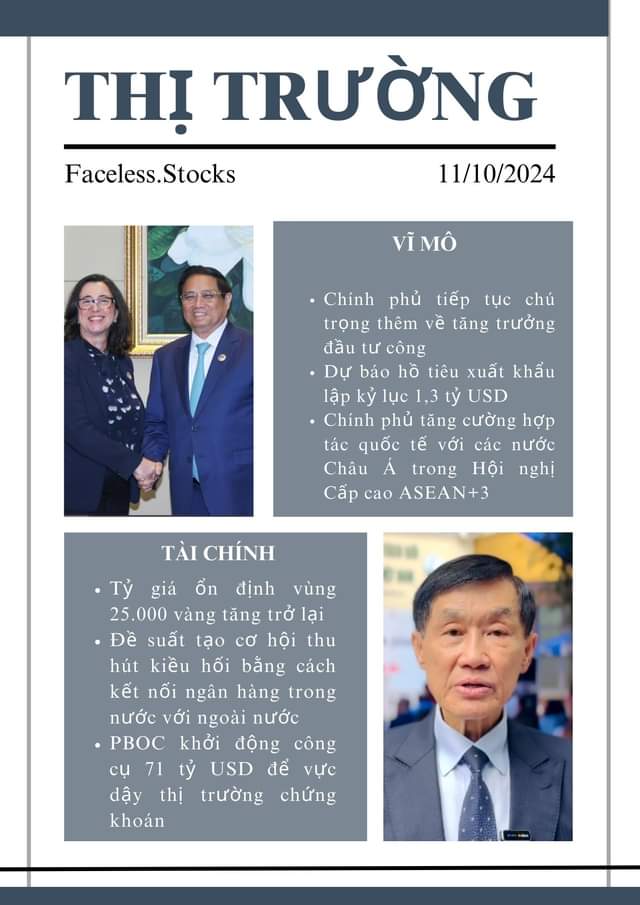 THỊ TRƯỜNG
Faceless.Stocks 11/10/2024
VĨ MÔ
• Chính phủ tiếp tục chú
trọng thêm về tăng trưởng
đầu tư công
• Dự báo hồ tiêu xuất khẩu
lập kỷ lục 1,3 tỷ USD
• Chính phủ tăng cường hợp
tác quốc tế với các nước
Châu Á trong Hội nghị
Cấp cao ASEAN+3
TÀI CHÍNH
• Tỷ giá ổn định vùng
25.000 vàng tăng trở lại
• Đề suất tạo cơ hội thu
hút kiều hối bằng cách
kết nối ngân hàng trong
nước với ngoài nước
• PBOC khởi động công
cụ 71 tỷ USD để vực
dậy thị trường chứng
khoán